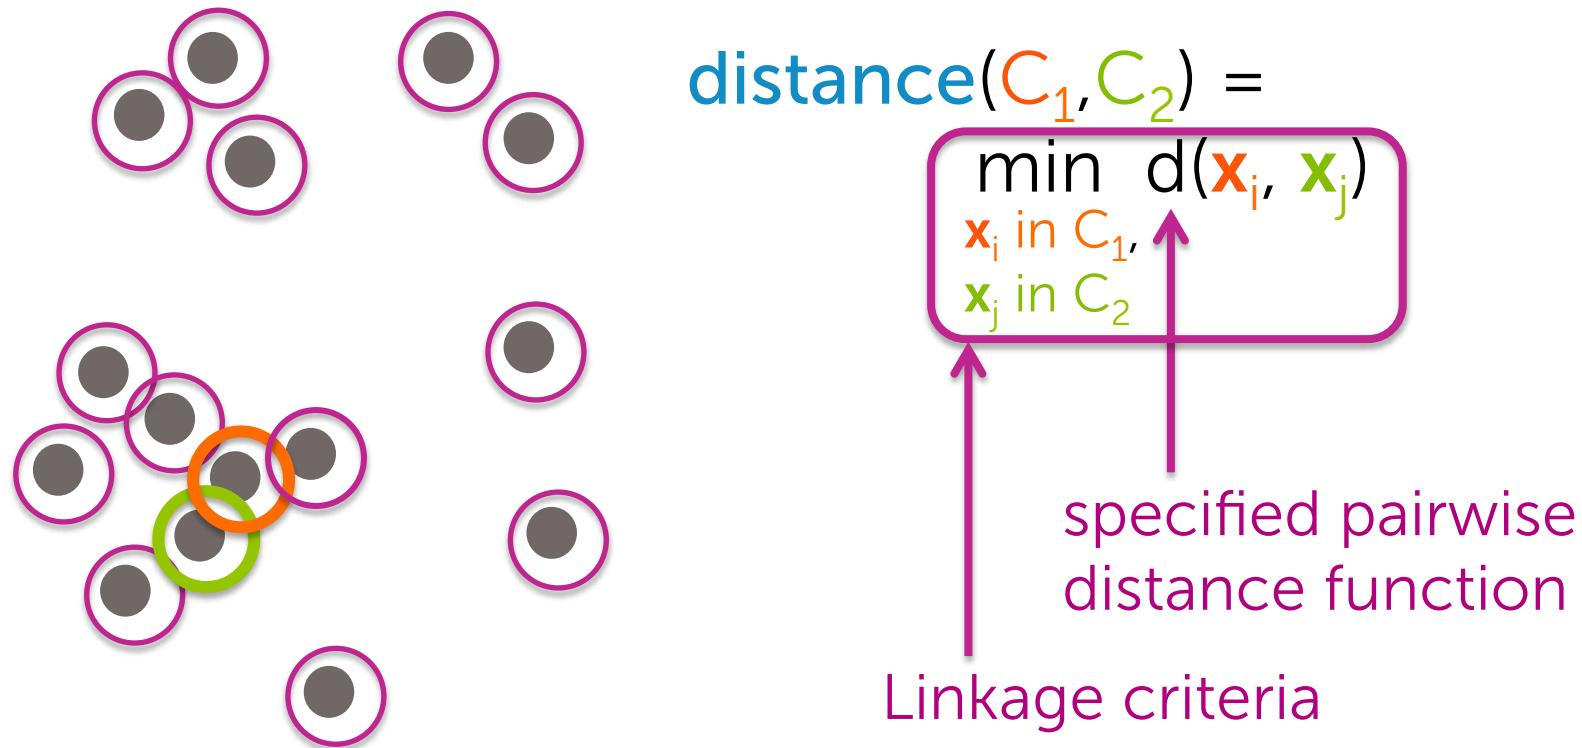 distance(C₁,C₂) =
min d(xᵢ, xⱼ)
xᵢ in C₁,
xⱼ in C₂
specified pairwise
distance function
Linkage criteria